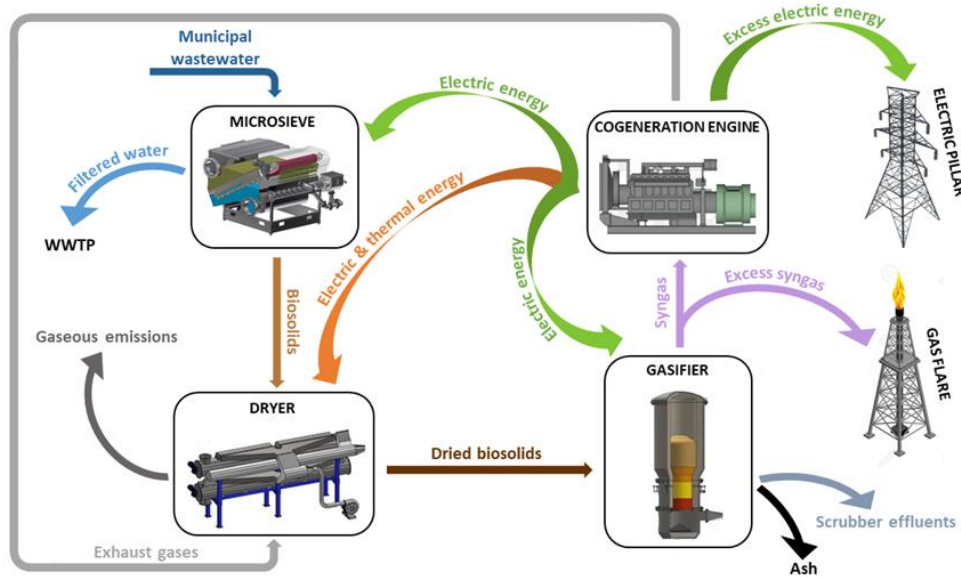 Municipal
wastewater
Excess electric energy
Electric energy
MICROSIEVE
COGENERATION ENGINE
ELECTRIC PILLAR
Filtered water
Electric & thermal energy
WWTP
Electric energy
Biosolids
Syngas
Excess syngas
Gaseous emissions
GAS FLARE
GASIFIER
DRYER
Dried biosolids
Scrubber effluents
Exhaust gases
Ash